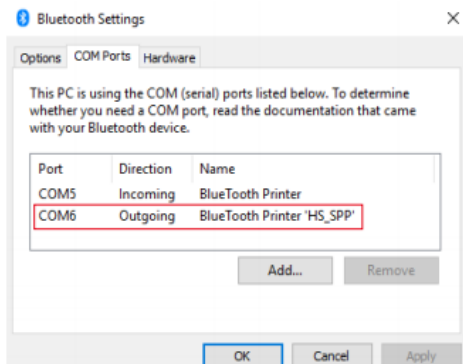 Bluetooth Settings
Options COM Ports Hardware
This PC is using the COM (serial) ports listed below. To determine
whether you need a COM port, read the documentation that came
with your Bluetooth device.
Port Direction Name
COM5 Incoming BlueTooth Printer
COM6 Outgoing BlueTooth Printer 'HS_SPP'
Add... Remove
OK Cancel Apply